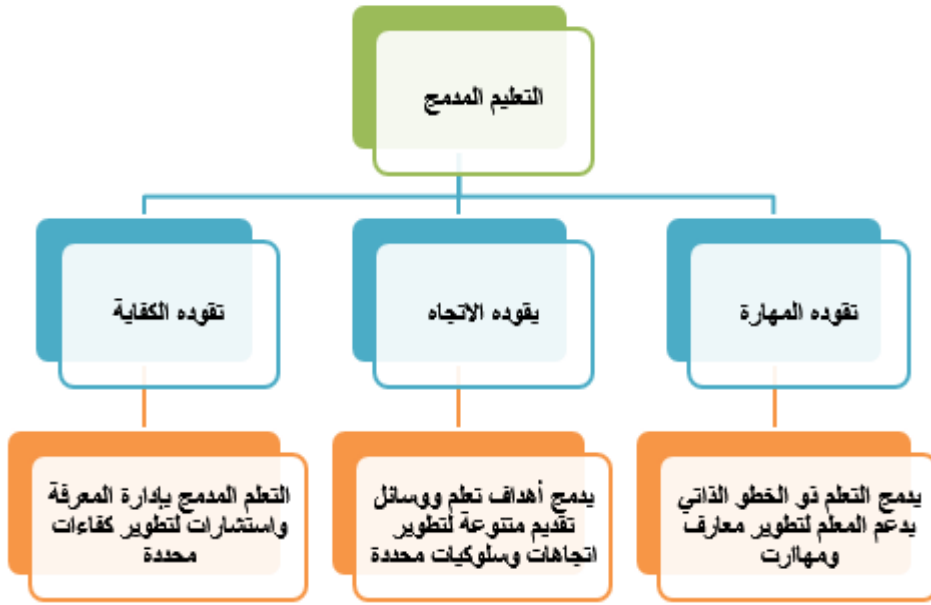 التعليم المدمج
تقوده المهارة
يقوده الاتجاه
تقوده الكفاية
يدمج التعلم ذو الخطو الذاتي
بدعم المعلم لتطوير معارف
ومهاارت
يدمج أهداف تعلم ووسائل
تقديم متنوعة لتطوير
اتجاهات وسلوكيات محددة
التعلم المدمج بإدارة المعرفة
واستشارات لتطوير كفاءات
محددة